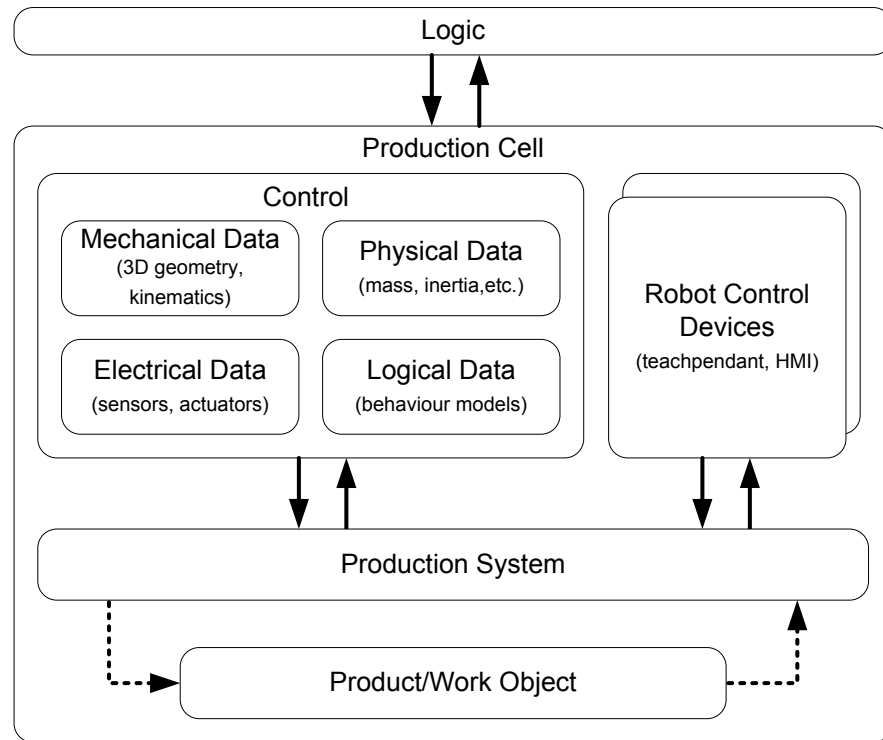 Logic
Production Cell
Control
Mechanical Data
(3D geometry,
kinematics)
Physical Data
(mass, inertia,etc.)
Electrical Data
(sensors, actuators)
Logical Data
(behaviour models)
Robot Control
Devices
(teachpendant, HMI)
Production System
Product/Work Object